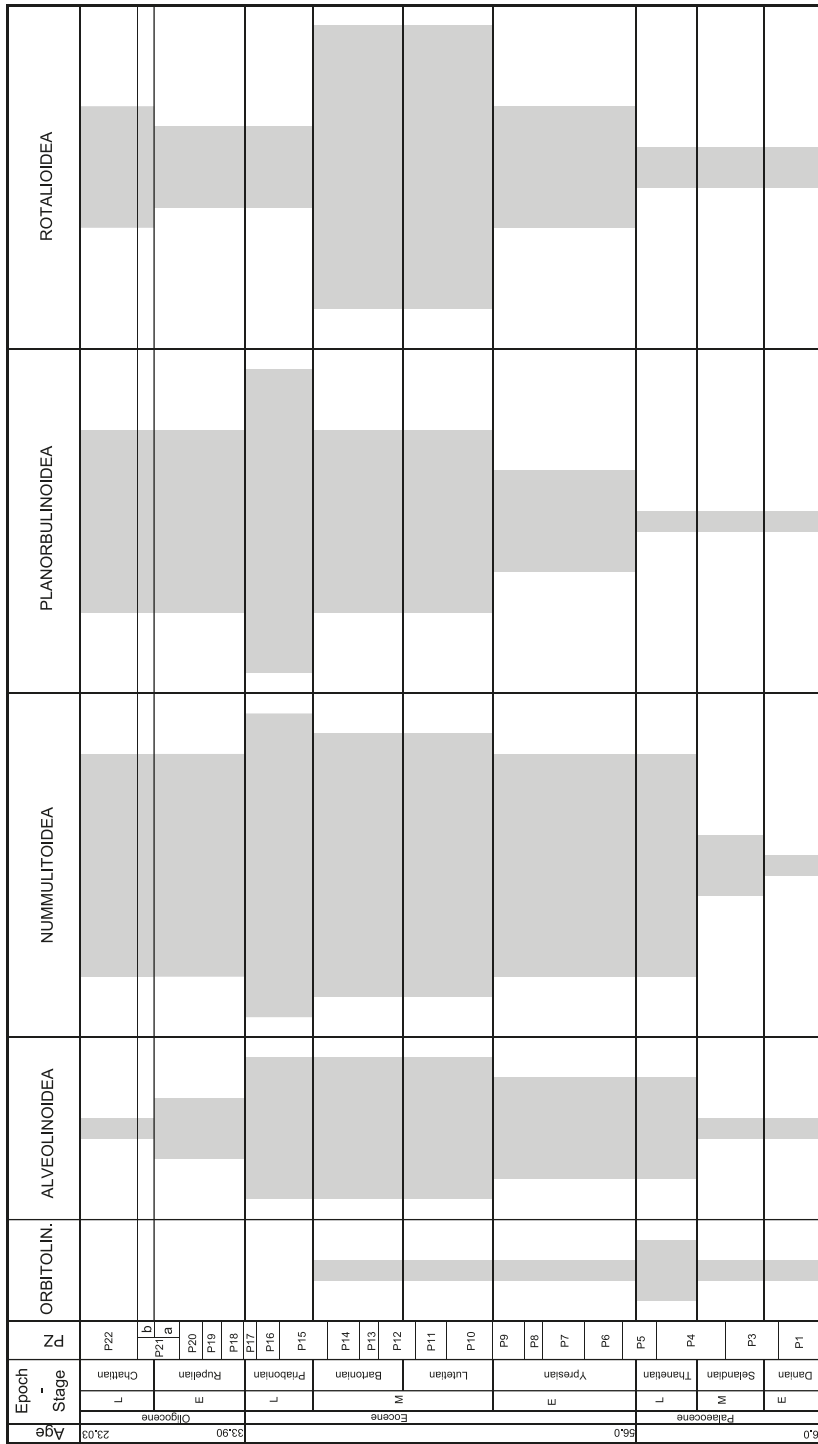 Age
Epoch
-
Stage
PZ
ORBITOLIN.
ALVEOLINOIDEA
NUMMULITOIDEA
PLANORBULINOIDEA
ROTALIOIDEA
23.03
33.90
56.0
6.0
Oligocene
Eocene
Palaeocene
L
E
L
M
E
L
M
E
Chattian
Rupelian
Priabonian
Bartonian
Lutetian
Ypresian
Thanetian
Selandian
Danian
P22
P21
b
a
P20
P19
P18
P17
P16
P15
P14
P13
P12
P11
P10
P9
P8
P7
P6
P5
P4
P3
P1